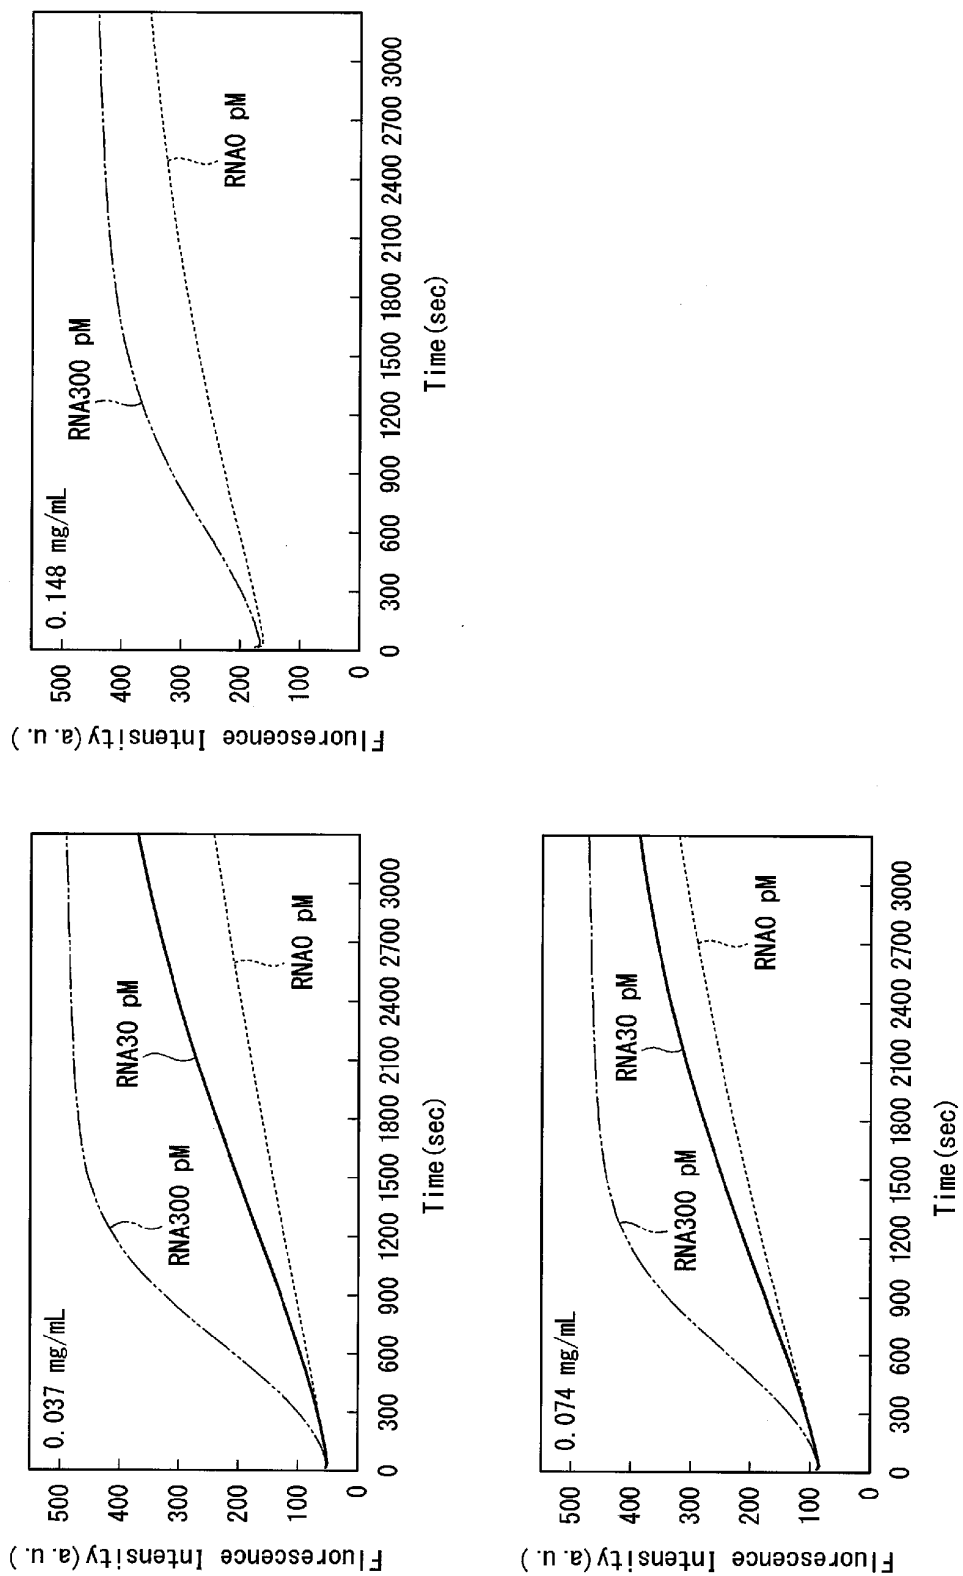 0.037 mg/mL
Fluorescence Intensity(a.u.)
500
400
300
200
100
0
RNA300 pM
RNA30 pM
RNA0 pM
0 300 600 900 1200 1500 1800 2100 2400 2700 3000
Time(sec)
0.148 mg/mL
Fluorescence Intensity(a.u.)
500
400
300
200
100
0
RNA300 pM
RNA0 pM
0 300 600 900 1200 1500 1800 2100 2400 2700 3000
Time(sec)
0.074 mg/mL
Fluorescence Intensity(a.u.)
500
400
300
200
100
0
RNA300 pM
RNA30 pM
RNA0 pM
0 300 600 900 1200 1500 1800 2100 2400 2700 3000
Time(sec)